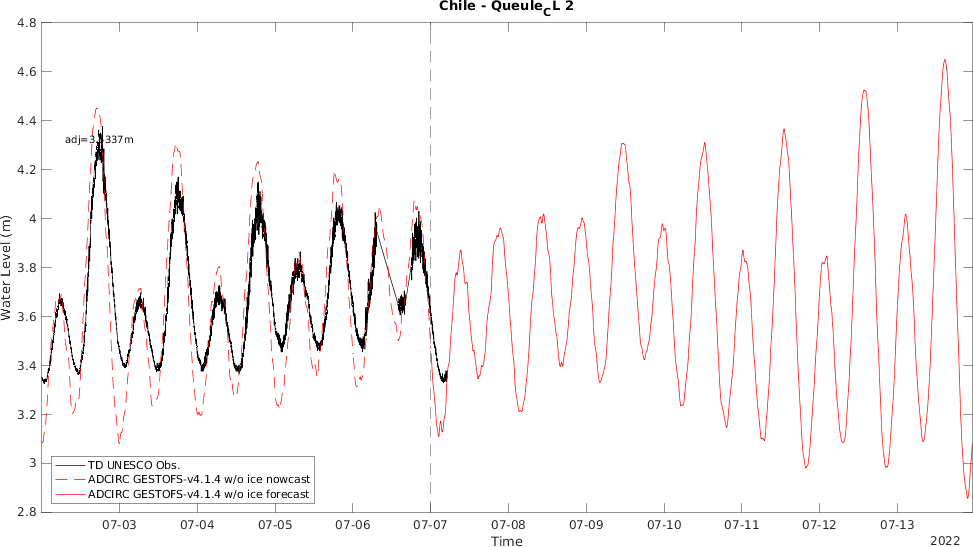 Chile - Queule_CL 2
4.8
4.6
4.4
4.2
4
3.8
3.6
3.4
3.2
3
2.8
Water Level (m)
TD UNESCO Obs.
ADCIRC GESTOFS-v4.1.4 w/o ice nowcast
ADCIRC GESTOFS-v4.1.4 w/o ice forecast
07-03 07-04 07-05 07-06 07-07 07-08 07-09 07-10 07-11 07-12 07-13
Time
2022